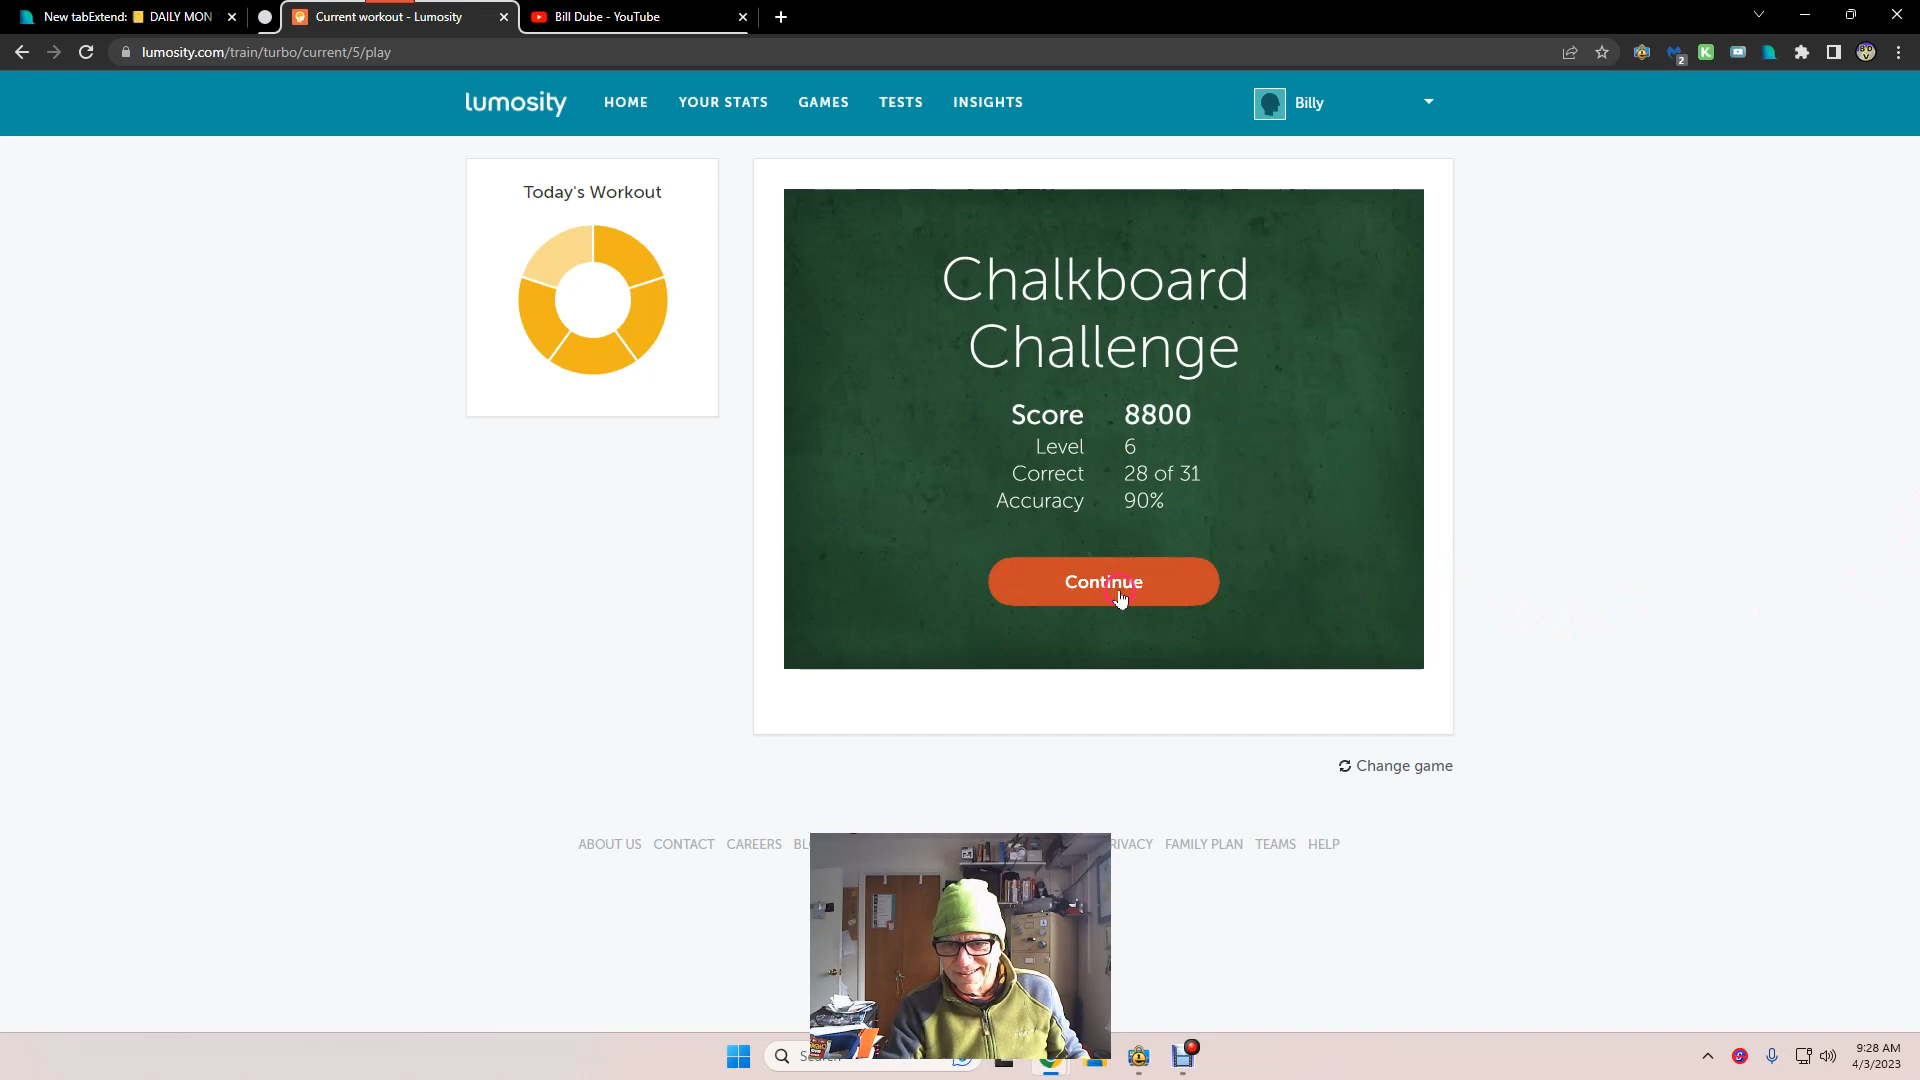 New tabExtend: 📒 DAILY MON
Current workout - Lumosity
Bill Dube - YouTube
lumosity.com/train/turbo/current/5/play
2
lumosity
HOME
YOUR STATS
GAMES
TESTS
INSIGHTS
Billy
Today's Workout
Chalkboard
Challenge
Score 8800
Level 6
Correct 28 of 31
Accuracy 90%
Continue
Change game
ABOUT US CONTACT CAREERS
FAMILY PLAN TEAMS HELP
9:28 AM
4/3/2023